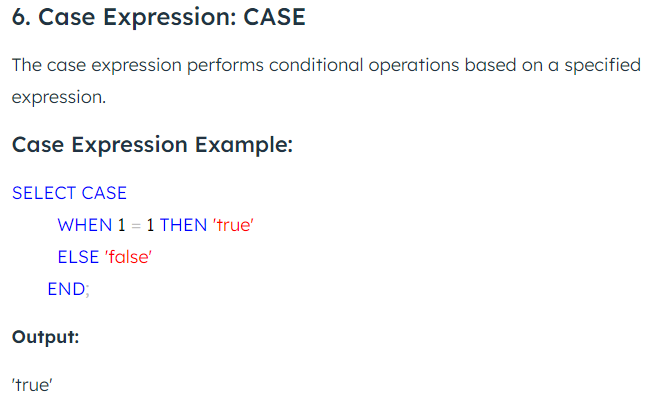 6. Case Expression: CASE
The case expression performs conditional operations based on a specified
expression.
Case Expression Example:
SELECT CASE
WHEN 1 = 1 THEN 'true'
ELSE 'false'
END;
Output:
'true'